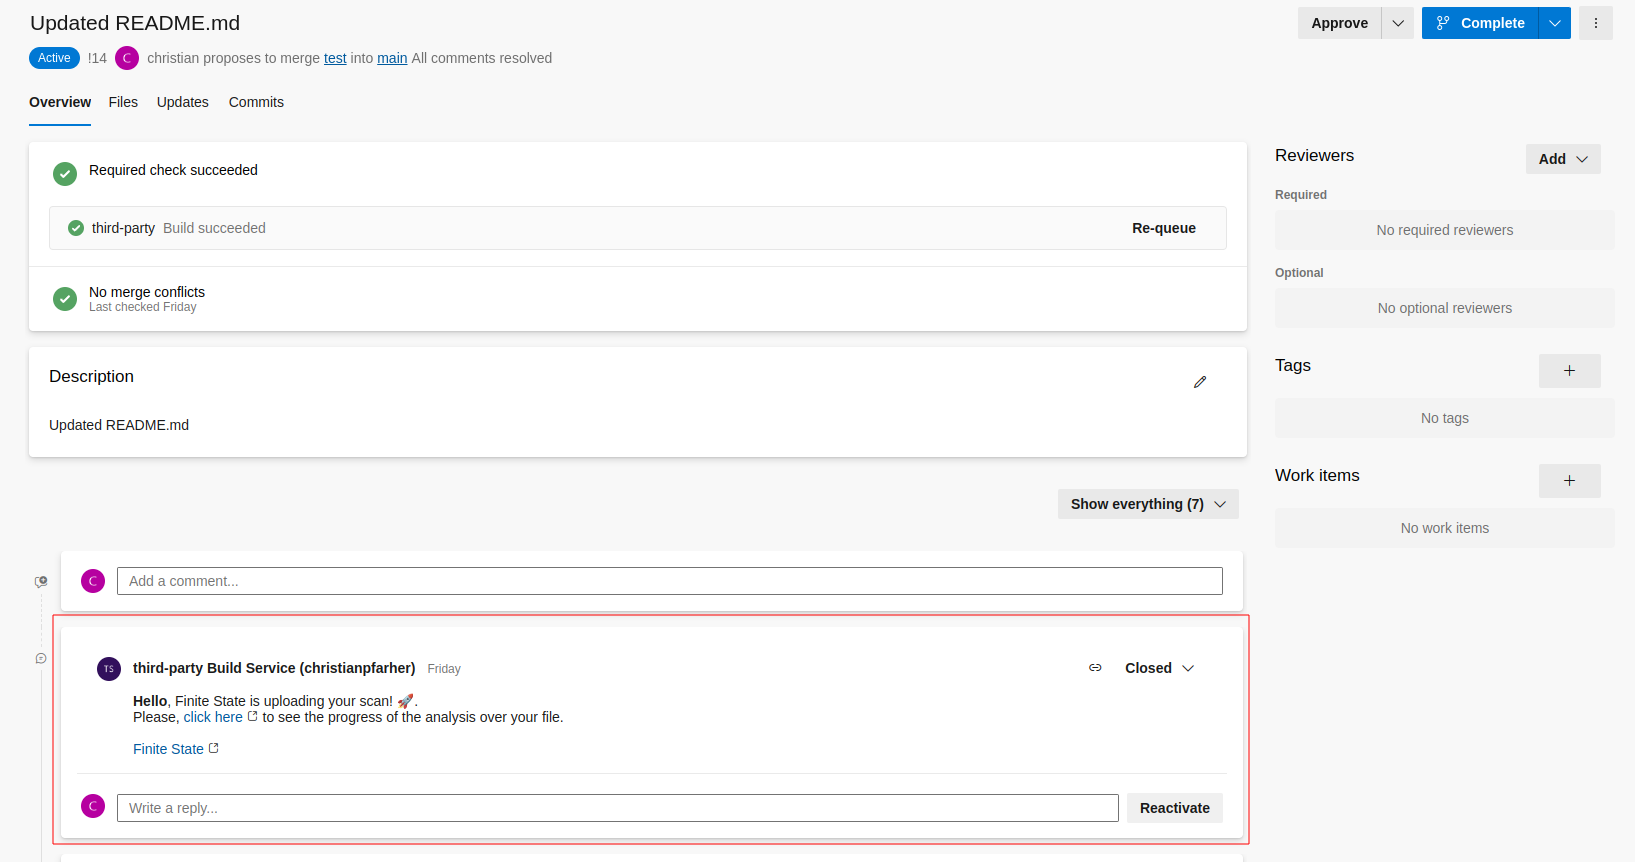 Updated README.md
Approve
Complete
Active !14 C christian proposes to merge test into main All comments resolved
Overview Files Updates Commits
Required check succeeded
third-party Build succeeded Re-queue
No merge conflicts
Last checked Friday
Description
Updated README.md
Show everything (7)
C Add a comment...
TS third-party Build Service (christianpfarher) Friday Closed
Hello, Finite State is uploading your scan! 🚀.
Please, click here to see the progress of the analysis over your file.
Finite State
C Write a reply... Reactivate
Reviewers Add
Required
No required reviewers
Optional
No optional reviewers
Tags +
No tags
Work items +
No work items